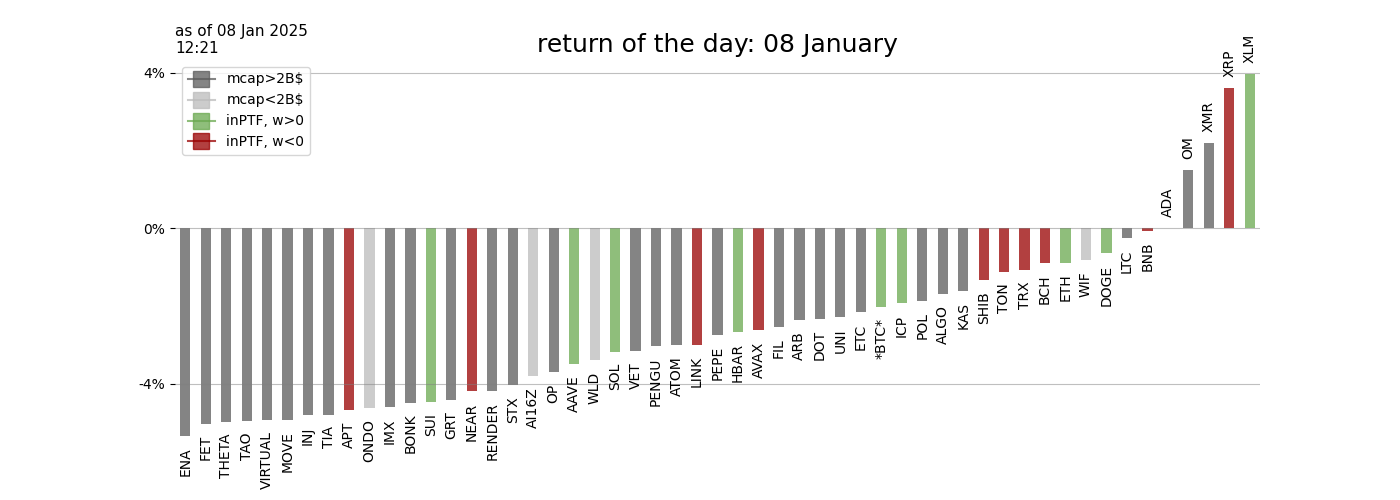 as of 08 Jan 2025
12:21
return of the day: 08 January
4%
0%
-4%
mcap>2B$
mcap<2B$
inPTF, w>0
inPTF, w<0
ENA
FET
THETA
TAO
VIRTUAL
MOVE
INJ
TIA
APT
ONDO
IMX
BONK
SUI
GRT
NEAR
RENDER
STX
AI16Z
OP
AAVE
WLD
SOL
VET
PENGU
ATOM
LINK
PEPE
HBAR
AVAX
FIL
ARB
DOT
UNI
ETC
*BTC*
ICP
POL
ALGO
KAS
SHIB
TON
TRX
BCH
ETH
WIF
DOGE
LTC
BNB
ADA
OM
XMR
XRP
XLM